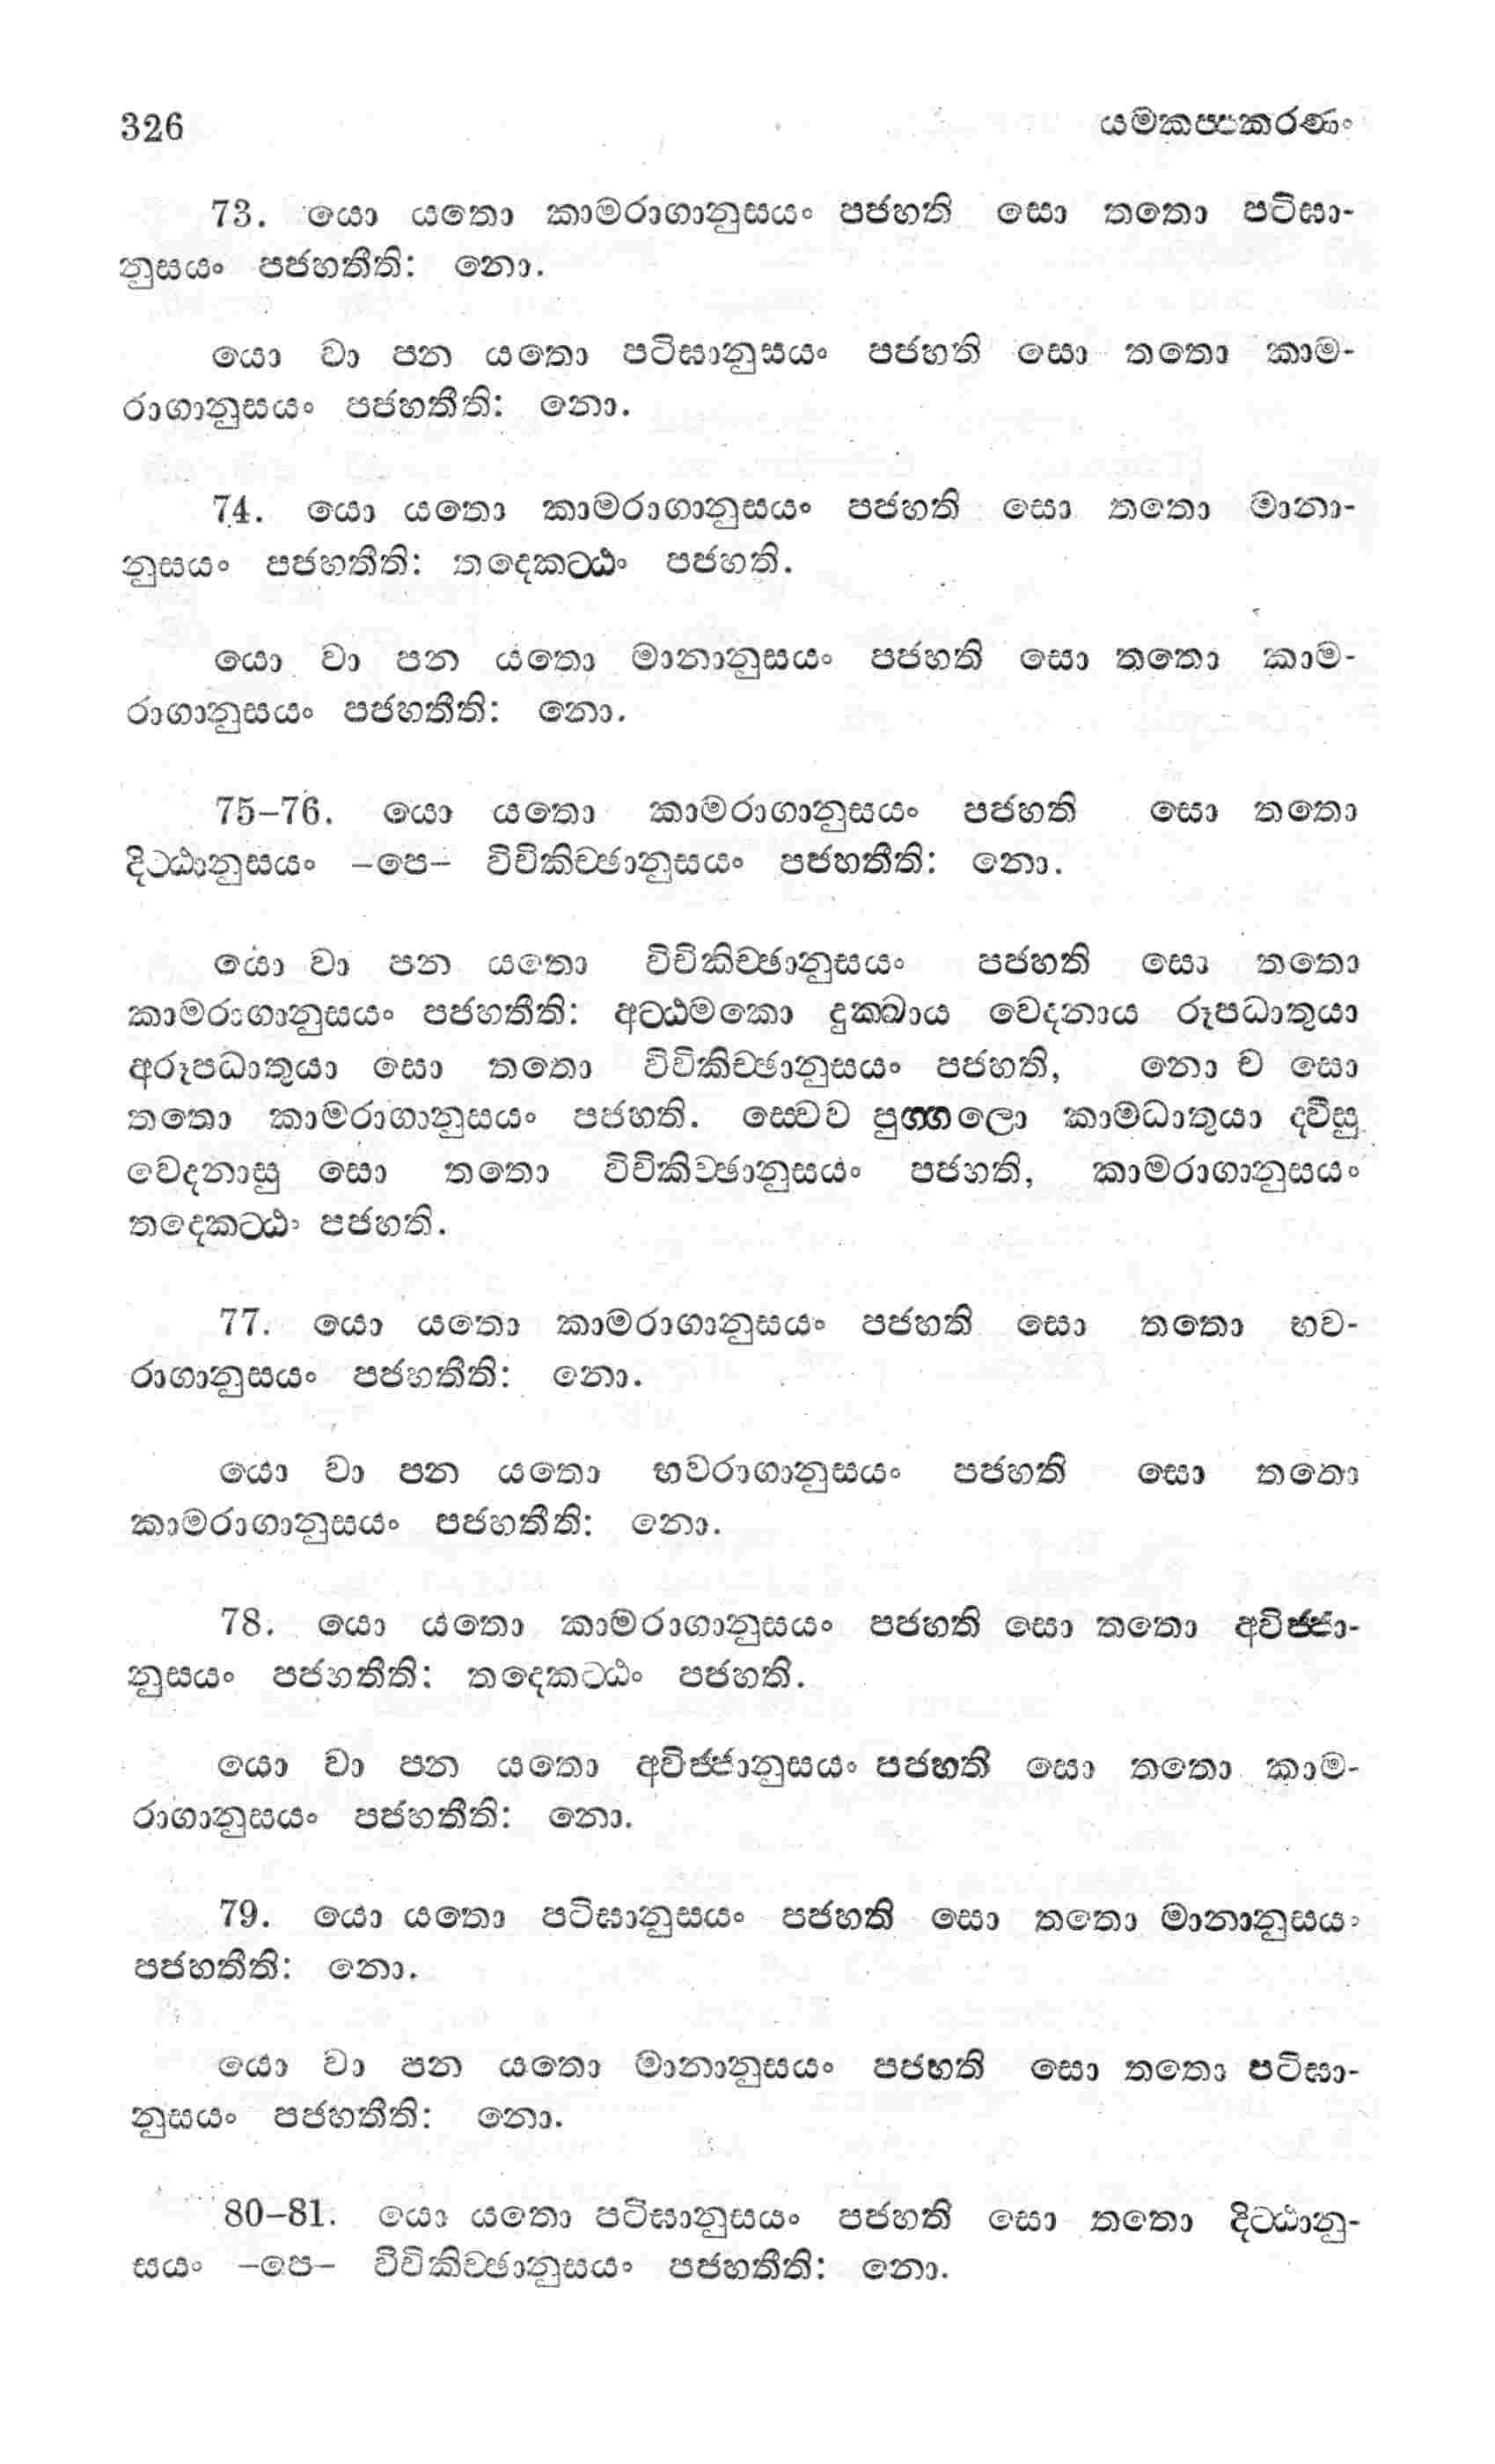 326 යමකප්පකරණං
73. යො යතො කාමරාගානුසයං පජහති සො තතො පටිඝා-
නුසයං පජහතීති: නො.
යො වා පන යතො පටිඝානුසයං පජහති සො තතො කාම-
රාගානුසයං පජහතීති: නො.
74. යො යතො කාමරාගානුසයං පජහති සො තතො මානා-
නුසයං පජහතීති: තදෙකට්ඨං පජහති.
යො වා පන යතො මානානුසයං පජහති සො තතො කාම-
රාගානුසයං පජහතීති: නො.
75–76. යො යතො කාමරාගානුසයං පජහති සො තතො
දිට්ඨානුසයං –පෙ– විචිකිච්ඡානුසයං පජහතීති: නො.
යො වා පන යතො විචිකිච්ඡානුසයං පජහති සො තතො
කාමරාගානුසයං පජහතීති: අට්ඨමකො දුක්ඛාය වෙදනාය රූපධාතුයා
අරූපධාතුයා සො තතො විචිකිච්ඡානුසයං පජහති, නො ච සො
තතො කාමරාගානුසයං පජහති. ස්වෙව පුග්ගලො කාමධාතුයා ද්වීසු
වෙදනාසු සො තතො විචිකිච්ඡානුසයං පජහති, කාමරාගානුසයං
තදෙකට්ඨං පජහති.
77. යො යතො කාමරාගානුසයං පජහති සො තතො භව-
රාගානුසයං පජහතීති: නො.
යො වා පන යතො භවරාගානුසයං පජහති සො තතො
කාමරාගානුසයං පජහතීති: නො.
78. යො යතො කාමරාගානුසයං පජහති සො තතො අවිජ්ජා-
නුසයං පජහතීති: තදෙකට්ඨං පජහති.
යො වා පන යතො අවිජ්ජානුසයං පජහති සො තතො කාම-
රාගානුසයං පජහතීති: නො.
79. යො යතො පටිඝානුසයං පජහති සො තතො මානානුසයං
පජහතීති: නො.
යො වා පන යතො මානානුසයං පජහති සො තතො පටිඝා-
නුසයං පජහතීති: නො.
80–81. යො යතො පටිඝානුසයං පජහති සො තතො දිට්ඨානු-
සයං –පෙ– විචිකිච්ඡානුසයං පජහතීති: නො.